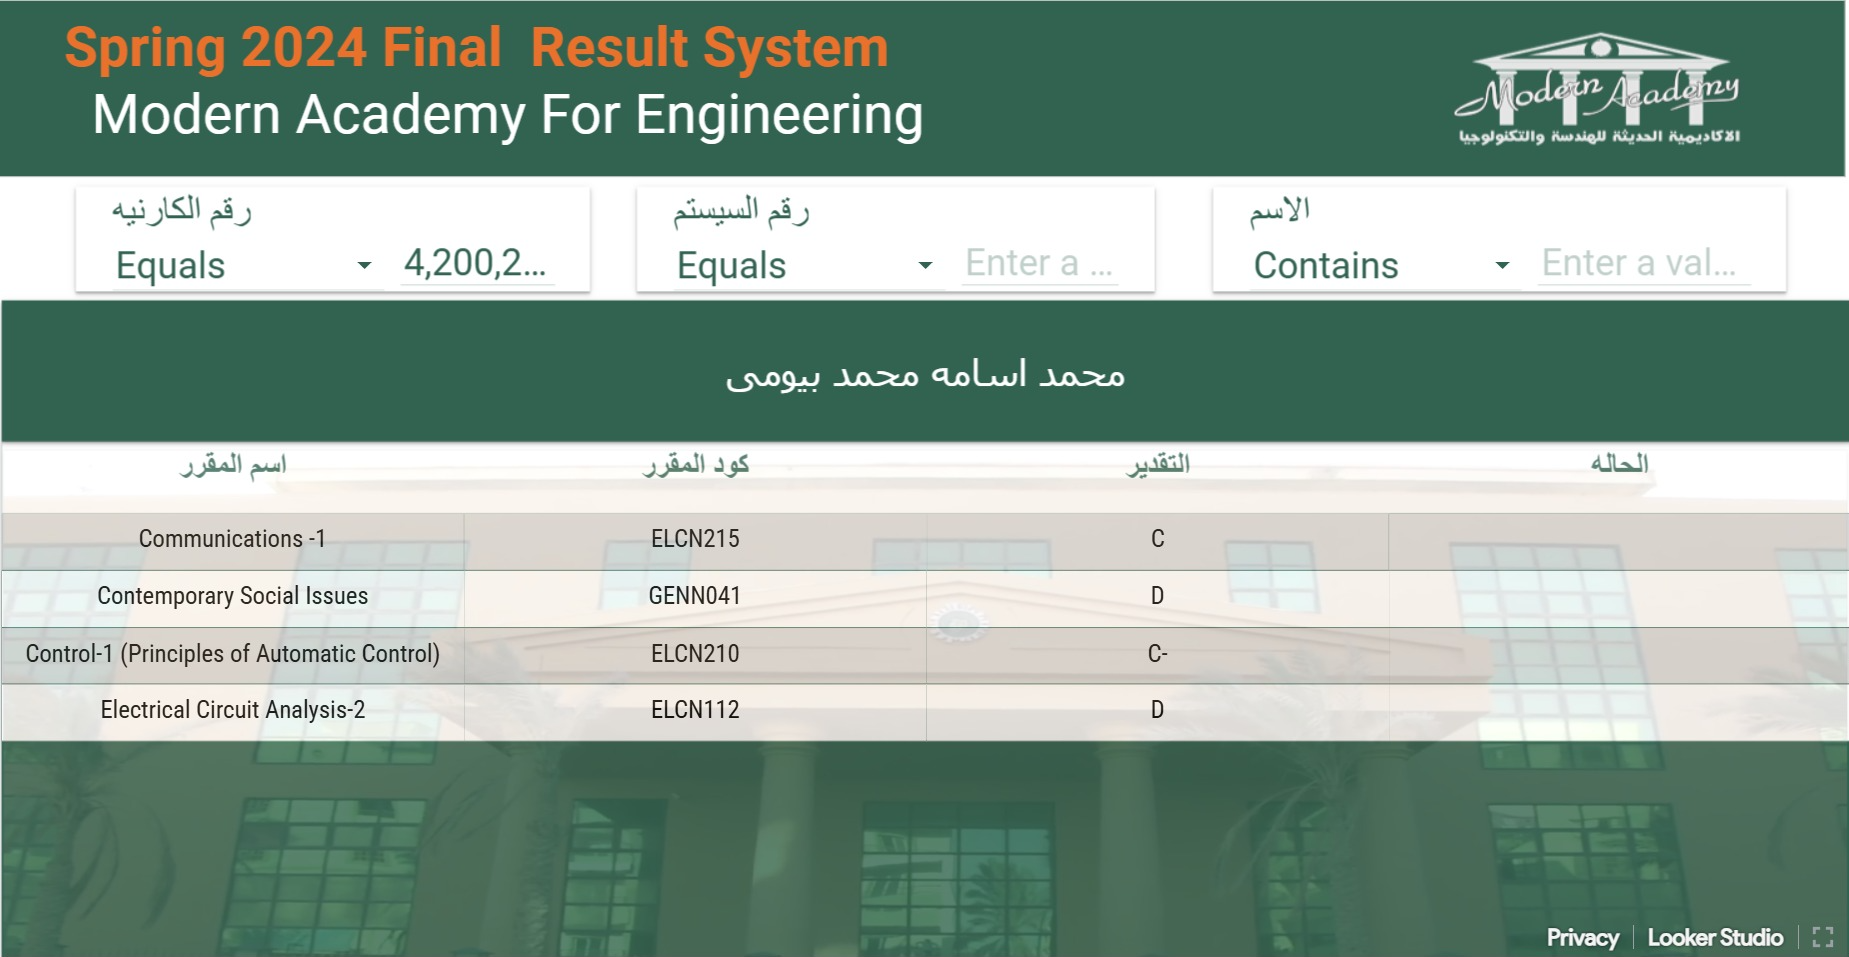 Spring 2024 Final Result System
Modern Academy For Engineering
Modern Academy
الاكاديمية الحديثة للهندسة والتكنولوجيا
رقم الكارنيه
Equals 4,200,2...
رقم السيستم
Equals Enter a ...
الاسم
Contains Enter a val...
محمد اسامه محمد بيومى
اسم المقرر كود المقرر التقدير الحاله
Communications -1 ELCN215 C
Contemporary Social Issues GENN041 D
Control-1 (Principles of Automatic Control) ELCN210 C-
Electrical Circuit Analysis-2 ELCN112 D
Privacy Looker Studio